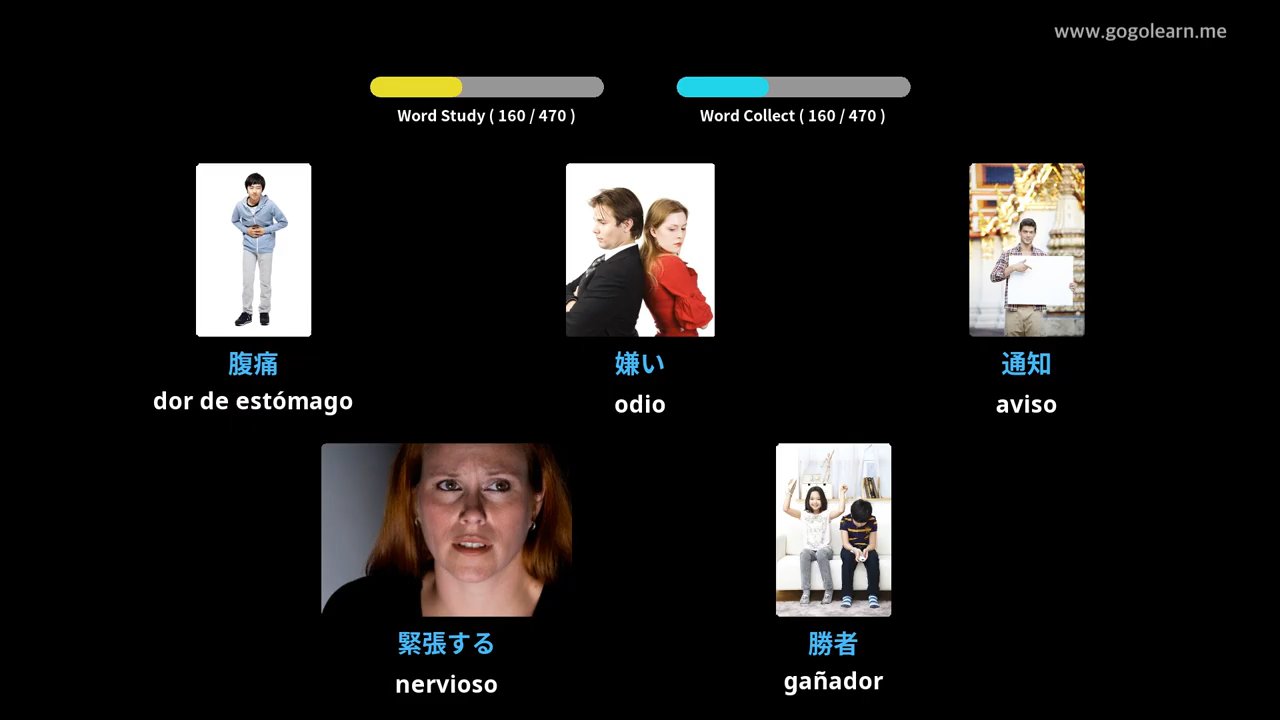 www.gogolearn.me
Word Study ( 160 / 470 )
Word Collect ( 160 / 470 )
腹痛
dor de estómago
嫌い
odio
通知
aviso
緊張する
nervioso
勝者
gañador